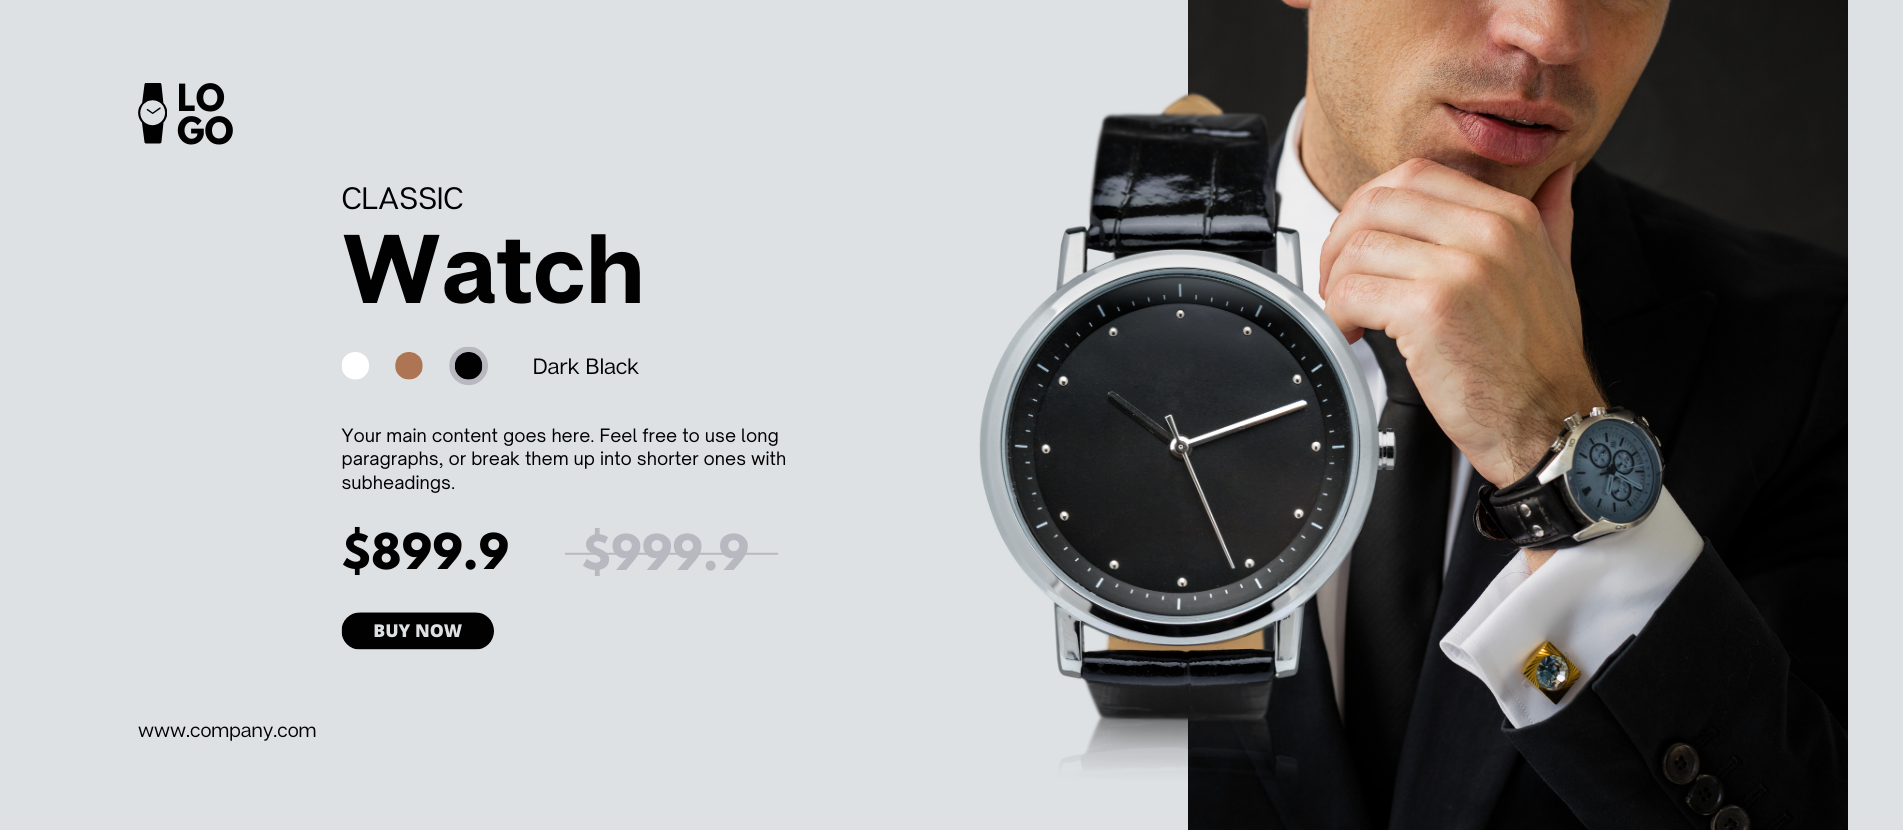 LO
GO
CLASSIC
Watch
Dark Black
Your main content goes here. Feel free to use long
paragraphs, or break them up into shorter ones with
subheadings.
$899.9 $999.9
BUY NOW
www.company.com